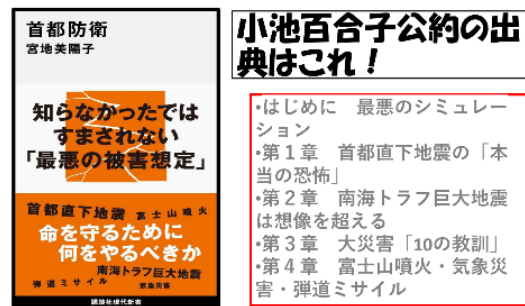 首都防衛
宮地美陽子
知らなかったでは
すまされない
「最悪の被害想定」
首都直下地震
富士山噴火
命を守るために
何をやるべきか
南海トラフ巨大地震
弾道ミサイル
気象災害
講談社現代新書
小池百合子公約の出
典はこれ！
•はじめに 最悪のシミュレー
ション
•第１章 首都直下地震の「本
当の恐怖」
•第２章 南海トラフ巨大地震
は想像を超える
•第３章 大災害「10の教訓」
•第４章 富士山噴火・気象災
害・弾道ミサイル